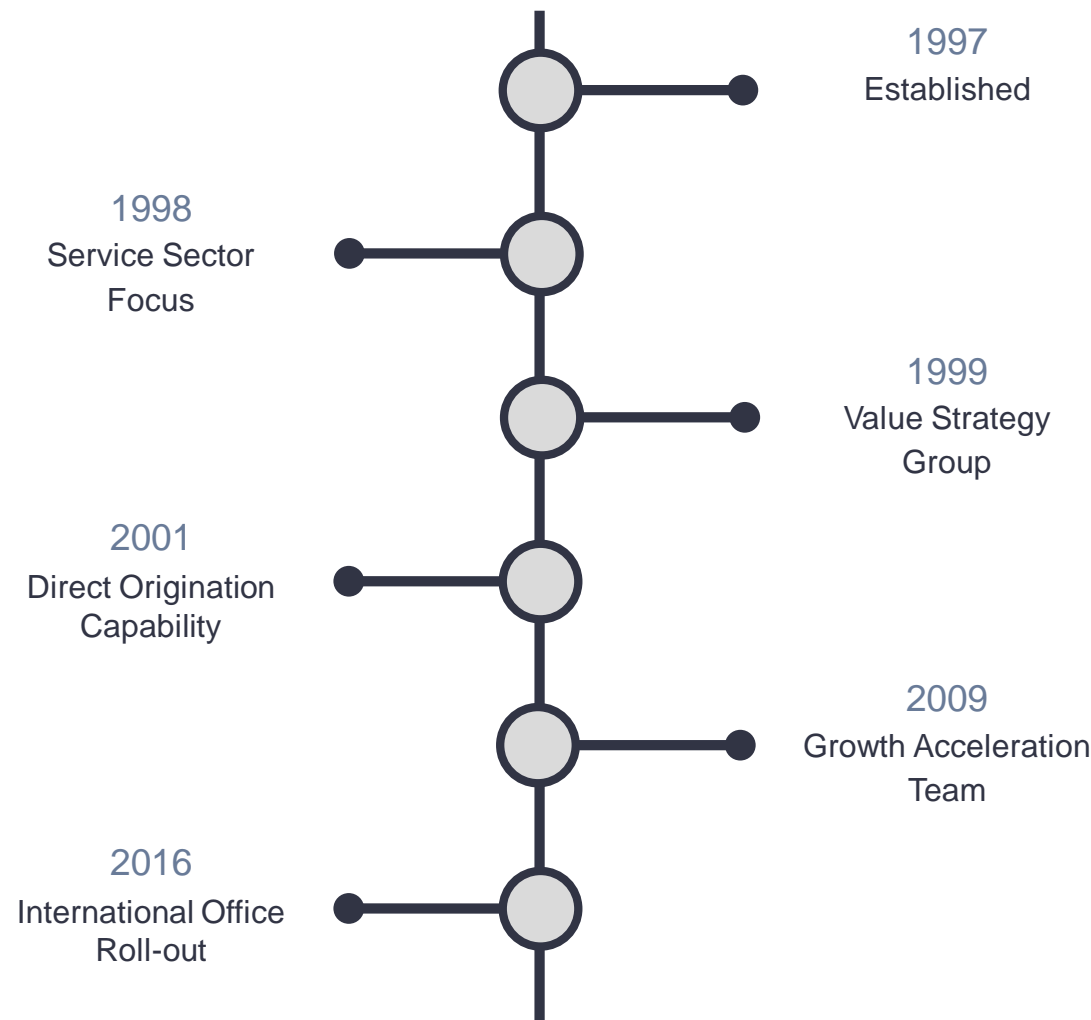 1997
Established
1998
Service Sector
Focus
1999
Value Strategy
Group
2001
Direct Origination
Capability
2009
Growth Acceleration
Team
2016
International Office
Roll-out